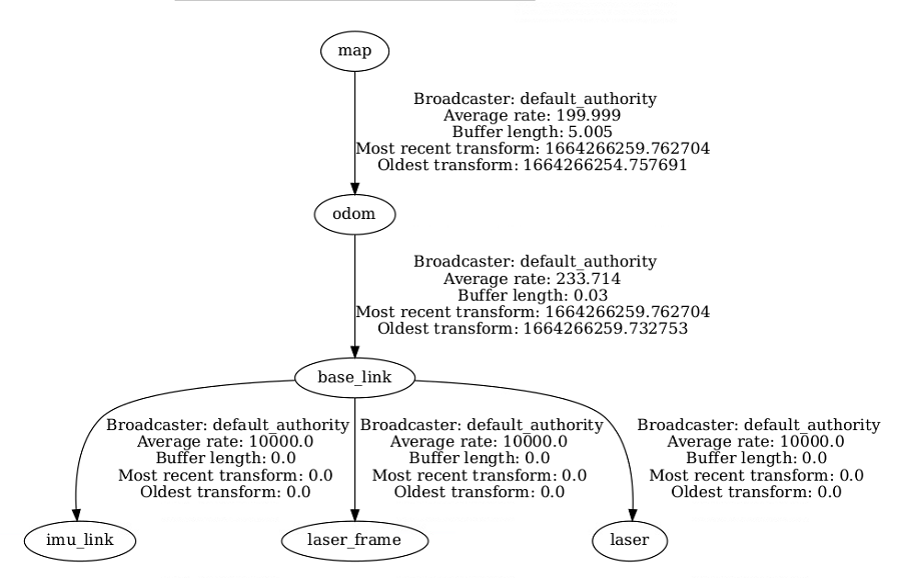 map
Broadcaster: default_authority
Average rate: 199.999
Buffer length: 5.005
Most recent transform: 1664266259.762704
Oldest transform: 1664266254.757691
odom
Broadcaster: default_authority
Average rate: 233.714
Buffer length: 0.03
Most recent transform: 1664266259.762704
Oldest transform: 1664266259.732753
base_link
Broadcaster: default_authority
Average rate: 10000.0
Buffer length: 0.0
Most recent transform: 0.0
Oldest transform: 0.0
Broadcaster: default_authority
Average rate: 10000.0
Buffer length: 0.0
Most recent transform: 0.0
Oldest transform: 0.0
Broadcaster: default_authority
Average rate: 10000.0
Buffer length: 0.0
Most recent transform: 0.0
Oldest transform: 0.0
imu_link
laser_frame
laser